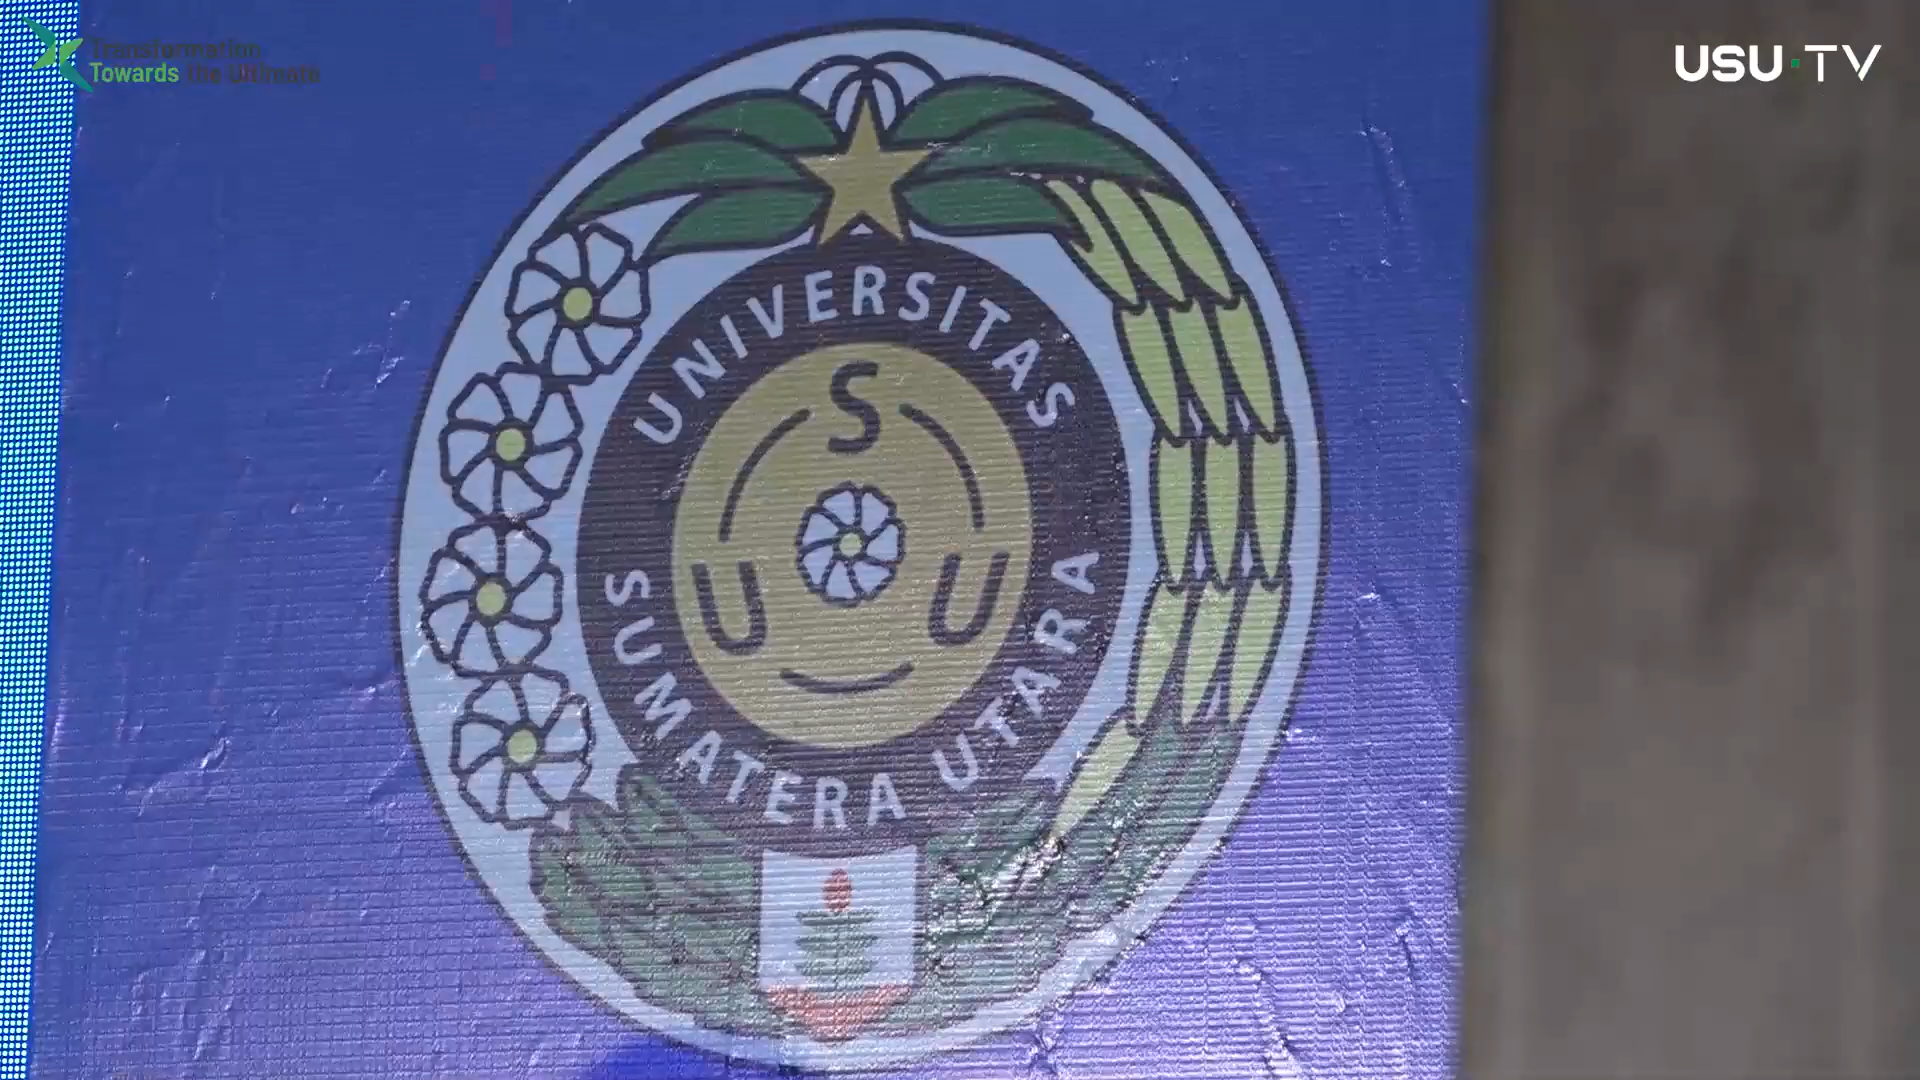 Transformation
Towards the Ultimate
USU TV
UNIVERSITAS
SUMATERA UTARA
S
U U